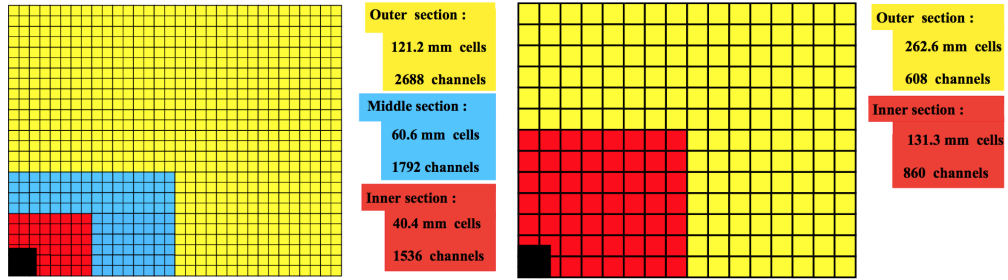 Outer section :
121.2 mm cells
2688 channels
Middle section :
60.6 mm cells
1792 channels
Inner section :
40.4 mm cells
1536 channels
Outer section :
262.6 mm cells
608 channels
Inner section :
131.3 mm cells
860 channels